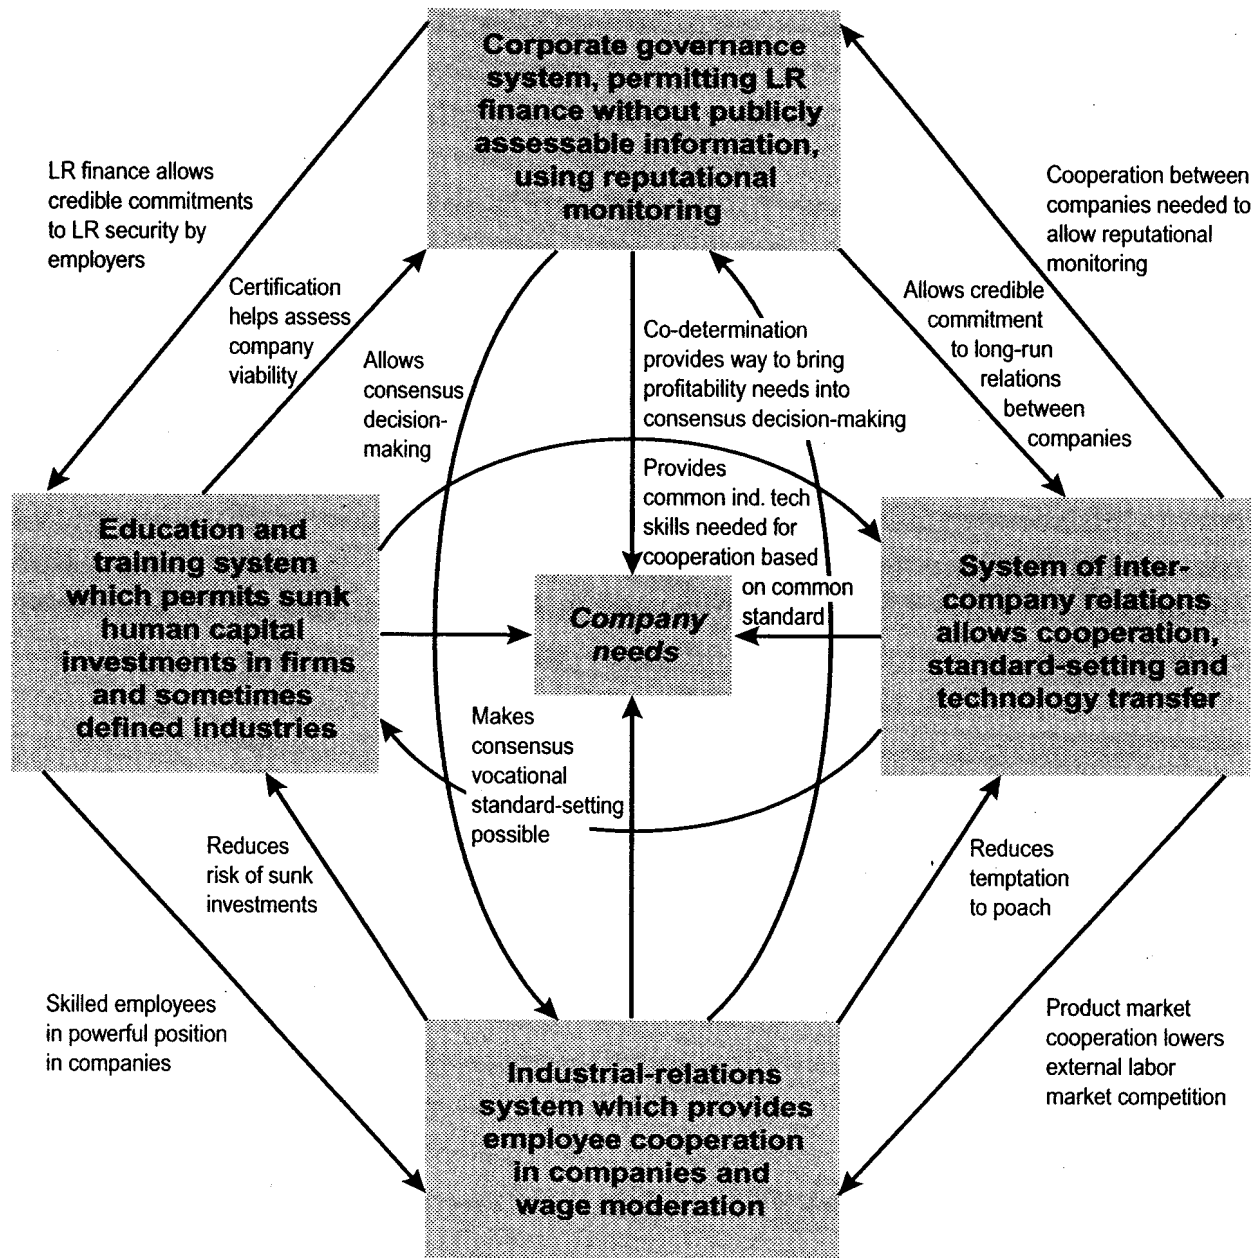 Corporate governance
system, permitting LR
finance without publicly
assessable information,
using reputational
monitoring
LR finance allows
credible commitments
to LR security by
employers
Cooperation between
companies needed to
allow reputational
monitoring
Certification
helps assess
company
viability
Allows credible
commitment
to long-run
relations
between
companies
Allows
consensus
decision-
making
Co-determination
provides way to bring
profitability needs into
consensus decision-making
Provides
common ind. tech
skills needed for
cooperation based
on common
standard
Education and
training system
which permits sunk
human capital
investments in firms
and sometimes
defined industries
Company
needs
System of inter-
company relations
allows cooperation,
standard-setting and
technology transfer
Makes
consensus
vocational
standard-setting
possible
Reduces
risk of sunk
investments
Reduces
temptation
to poach
Skilled employees
in powerful position
in companies
Product market
cooperation lowers
external labor
market competition
Industrial-relations
system which provides
employee cooperation
in companies and
wage moderation